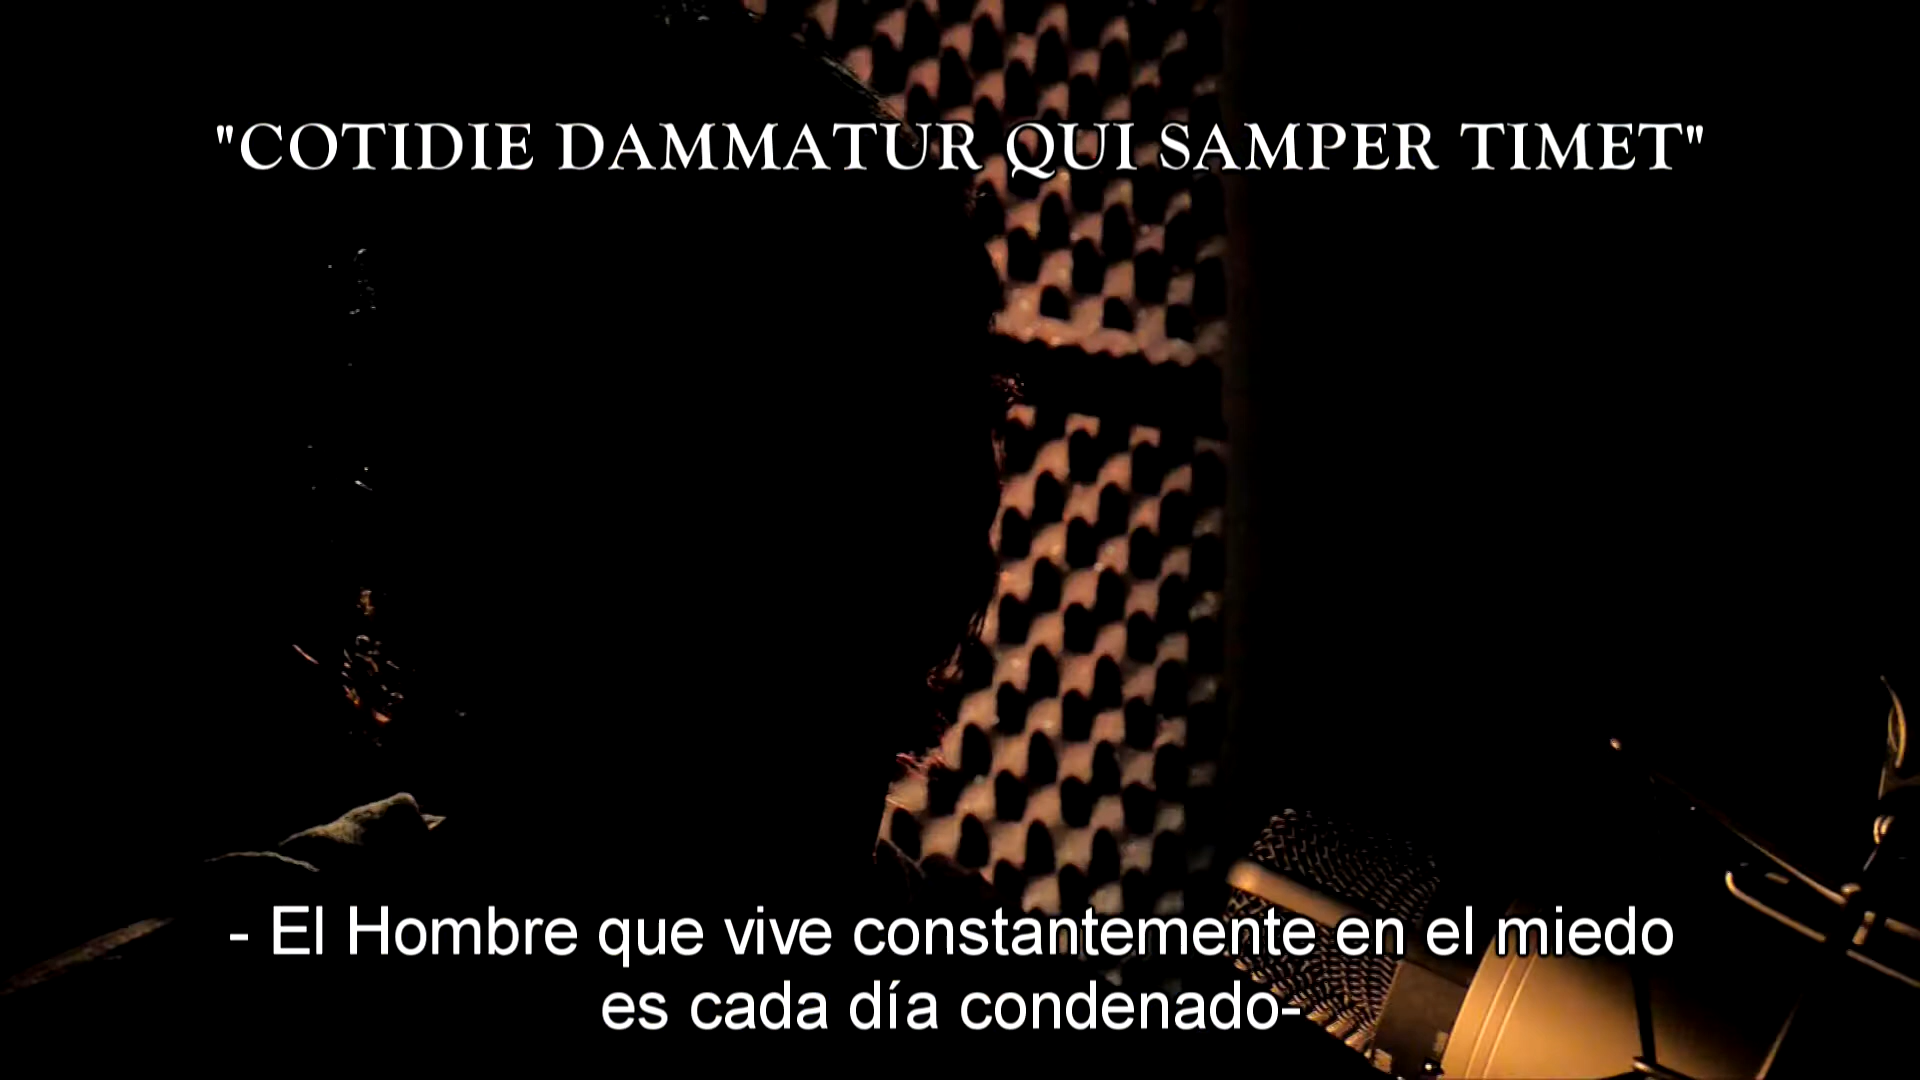 "COTIDIE DAMMATUR QUI SAMPER TIMET"
- El Hombre que vive constantemente en el miedo
es cada día condenado-